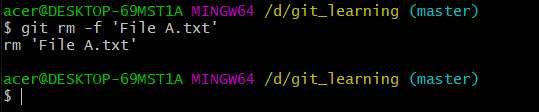 acer@DESKTOP-69MST1A MINGW64 /d/git_learning (master)
$ git rm -f 'File A.txt'
rm 'File A.txt'
acer@DESKTOP-69MST1A MINGW64 /d/git_learning (master)
$